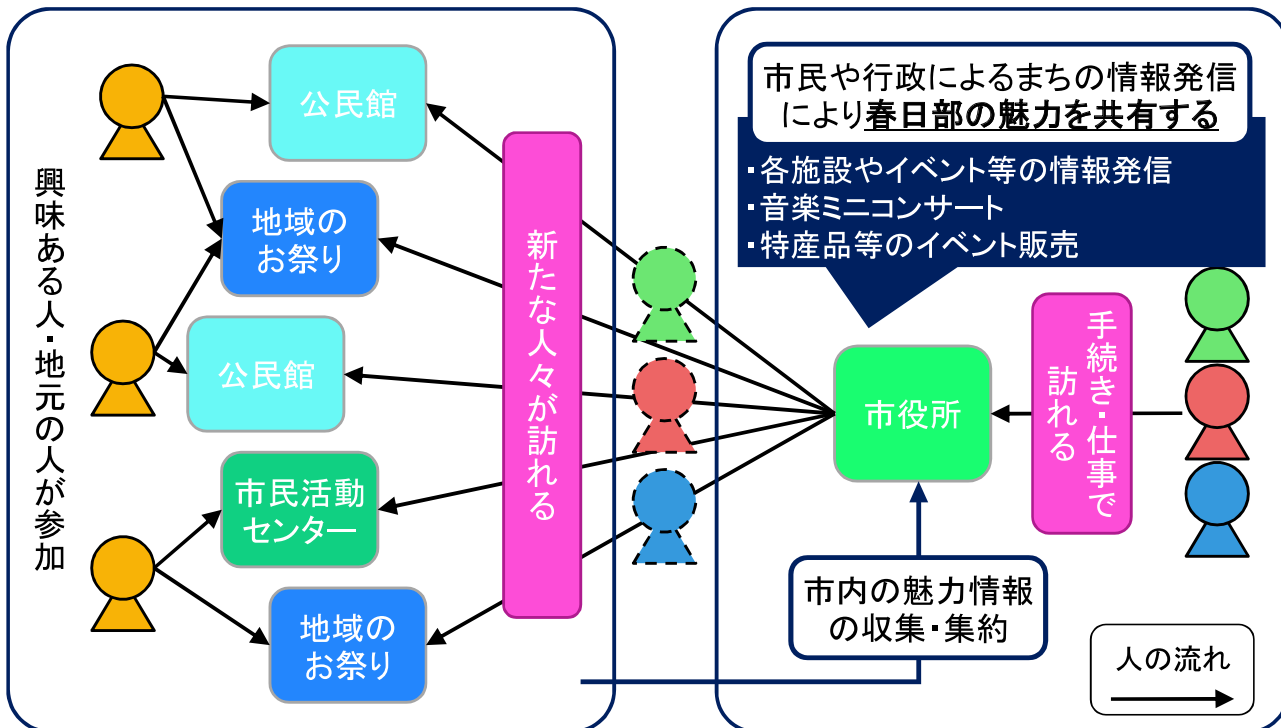 興味ある人・地元の人が参加
公民館
地域の
お祭り
公民館
市民活動
センター
地域の
お祭り
新たな人々が訪れる
市民や行政によるまちの情報発信
により春日部の魅力を共有する
・各施設やイベント等の情報発信
・音楽ミニコンサート
・特産品等のイベント販売
市役所
手続き・仕事で
訪れる
市内の魅力情報
の収集・集約
人の流れ